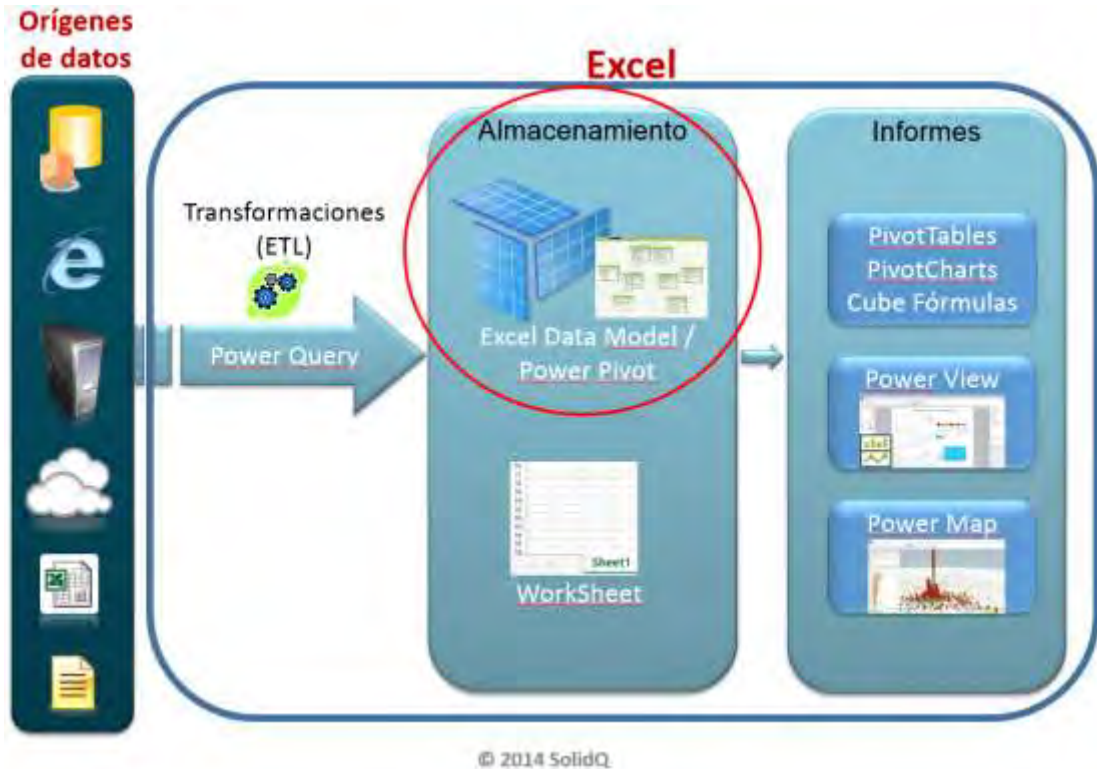 Orígenes
de datos
Excel
Transformaciones
(ETL)
Power Query
Almacenamiento
Excel Data Model /
Power Pivot
Sheet1
WorkSheet
Informes
PivotTables
PivotCharts
Cube Fórmulas
Power View
Power Map
© 2014 SolidQ